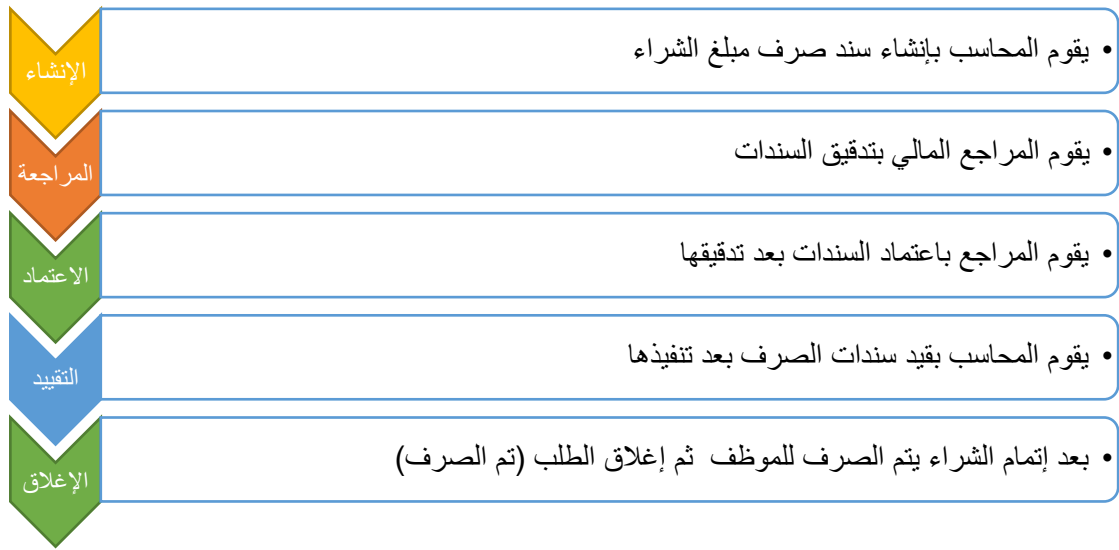 الإنشاء
• يقوم المحاسب بإنشاء سند صرف مبلغ الشراء
المراجعة
• يقوم المراجع المالي بتدقيق السندات
الاعتماد
• يقوم المراجع باعتماد السندات بعد تدقيقها
التقييد
• يقوم المحاسب بقيد سندات الصرف بعد تنفيذها
الإغلاق
• بعد إتمام الشراء يتم الصرف للموظف ثم إغلاق الطلب (تم الصرف)